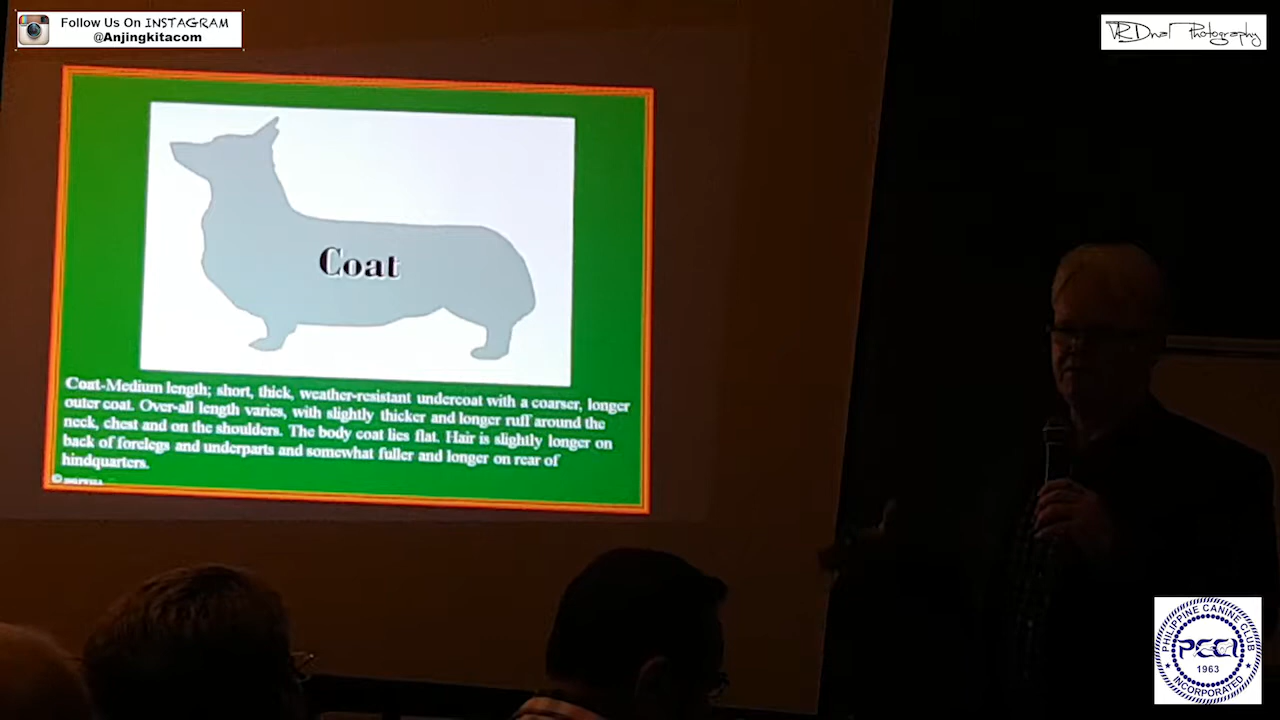 Follow Us On INSTAGRAM
@Anjingkitacom
VRDnal Photography
Coat
Coat-Medium length; short, thick, weather-resistant undercoat with a coarser, longer
outer coat. Over-all length varies, with slightly thicker and longer ruff around the
neck, chest and on the shoulders. The body coat lies flat. Hair is slightly longer on
back of forelegs and underparts and somewhat fuller and longer on rear of
hindquarters.
©
PHILIPPINE CANINE CLUB
PCCI
1963
INCORPORATED